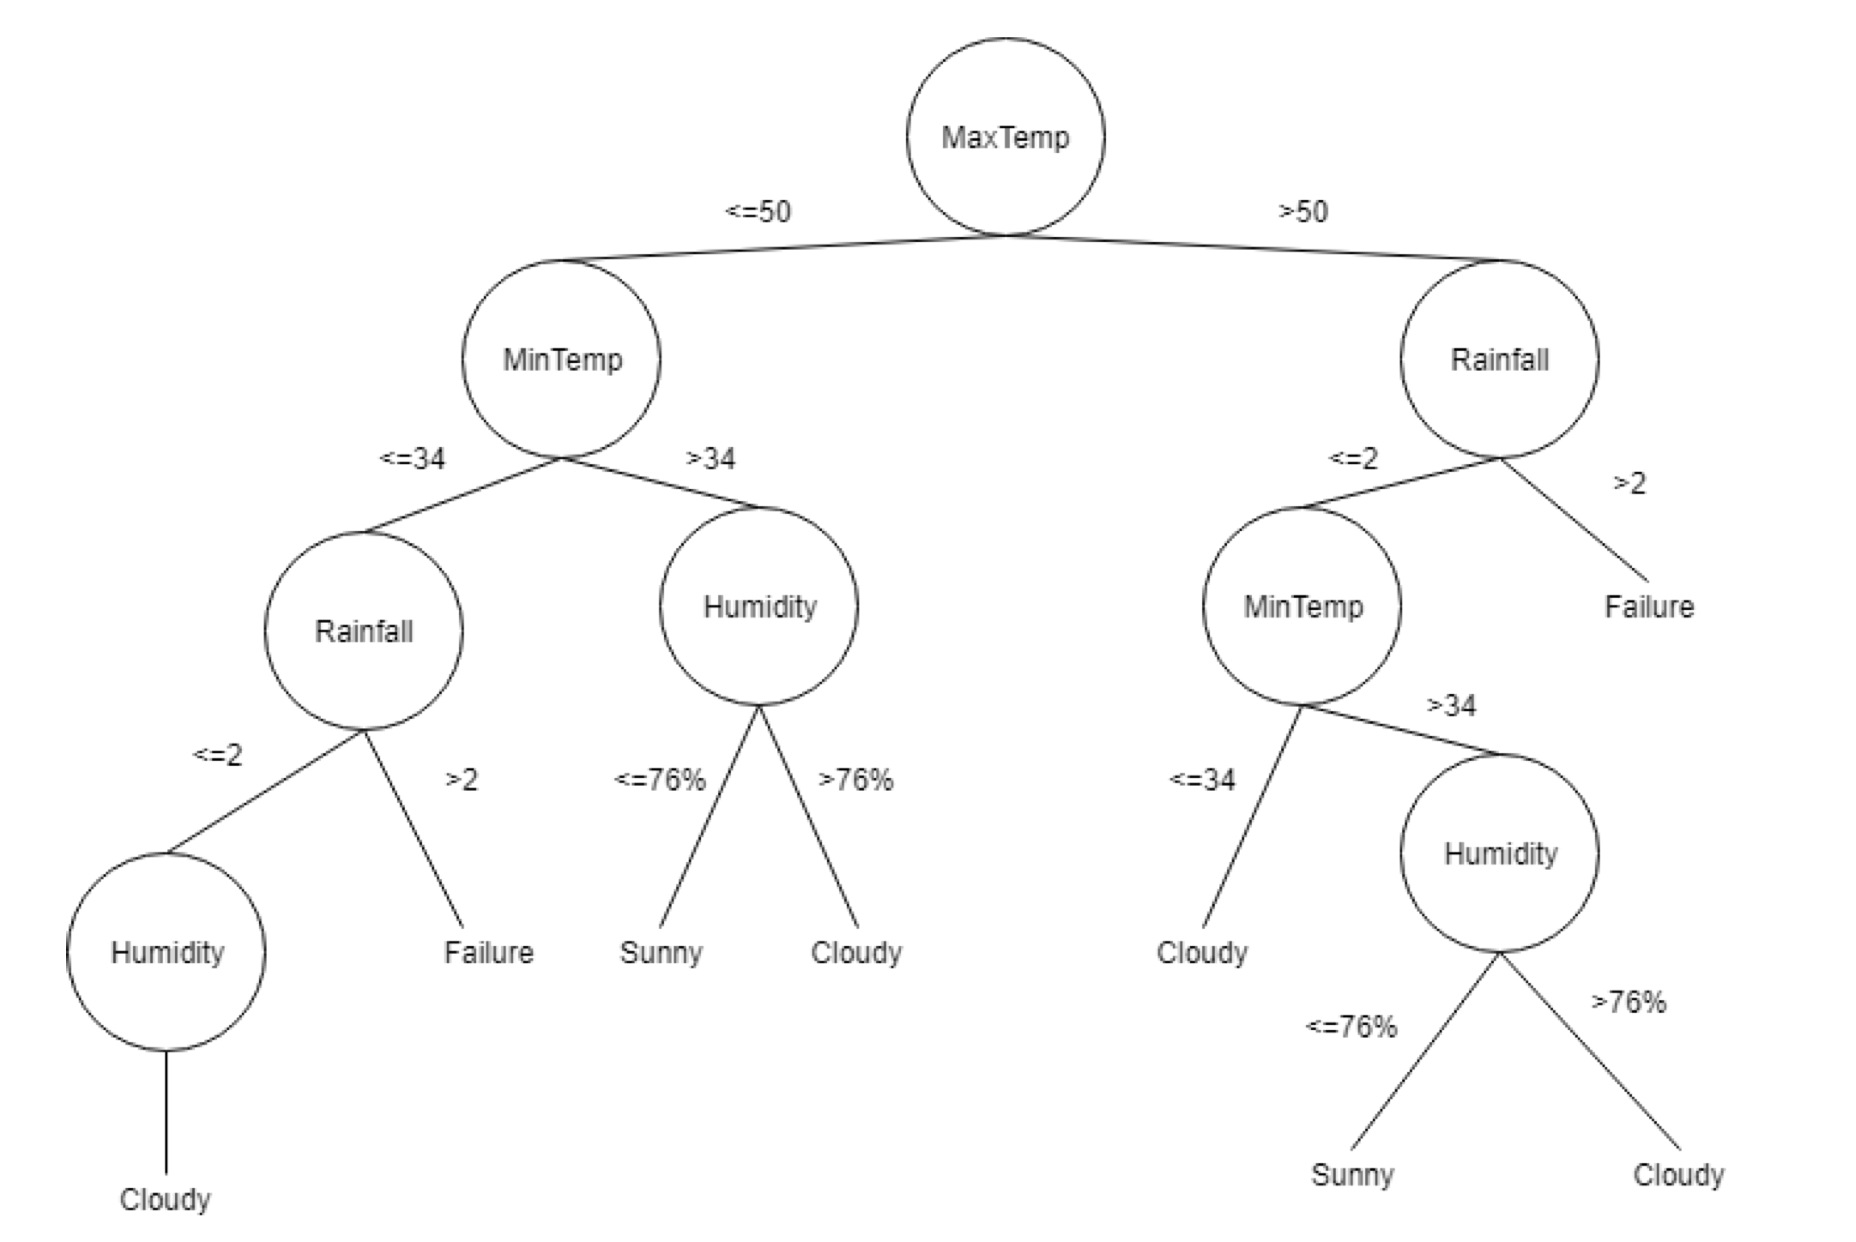 MaxTemp
<=50
>50
MinTemp
Rainfall
<=34
>34
<=2
>2
Rainfall
Humidity
MinTemp
Failure
<=2
>2
<=76%
>76%
<=34
>34
Humidity
Humidity
Failure
Sunny
Cloudy
Cloudy
<=76%
>76%
Cloudy
Sunny
Cloudy